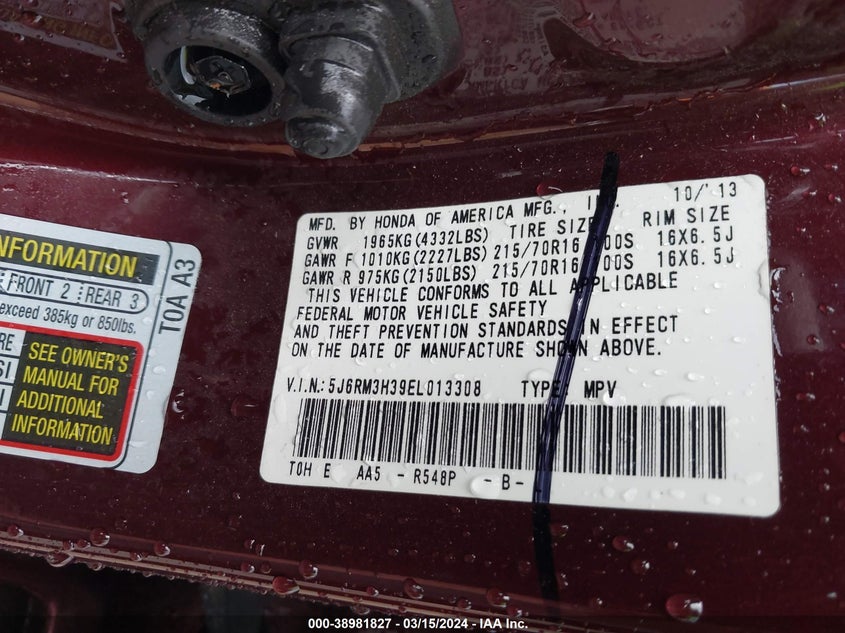 INFORMATION
FRONT 2 REAR 3
exceed 385kg or 850lbs.
SEE OWNER'S
MANUAL FOR
ADDITIONAL
INFORMATION
T0A A3
MFD. BY HONDA OF AMERICA MFG., 10/'13
GVWR 1965KG(4332LBS) TIRE SIZE RIM SIZE
GAWR F 1010KG(2227LBS) 215/70R16 00S 16X6.5J
GAWR R 975KG(2150LBS) 215/70R16 00S 16X6.5J
THIS VEHICLE CONFORMS TO ALL APPLICABLE
FEDERAL MOTOR VEHICLE SAFETY
AND THEFT PREVENTION STANDARDS IN EFFECT
ON THE DATE OF MANUFACTURE SHOWN ABOVE.
V.I.N.: 5J6RM3H39EL013308 TYPE: MPV
T0H E AA5 - R548P - B -
000-38981827 - 03/15/2024 - IAA Inc.